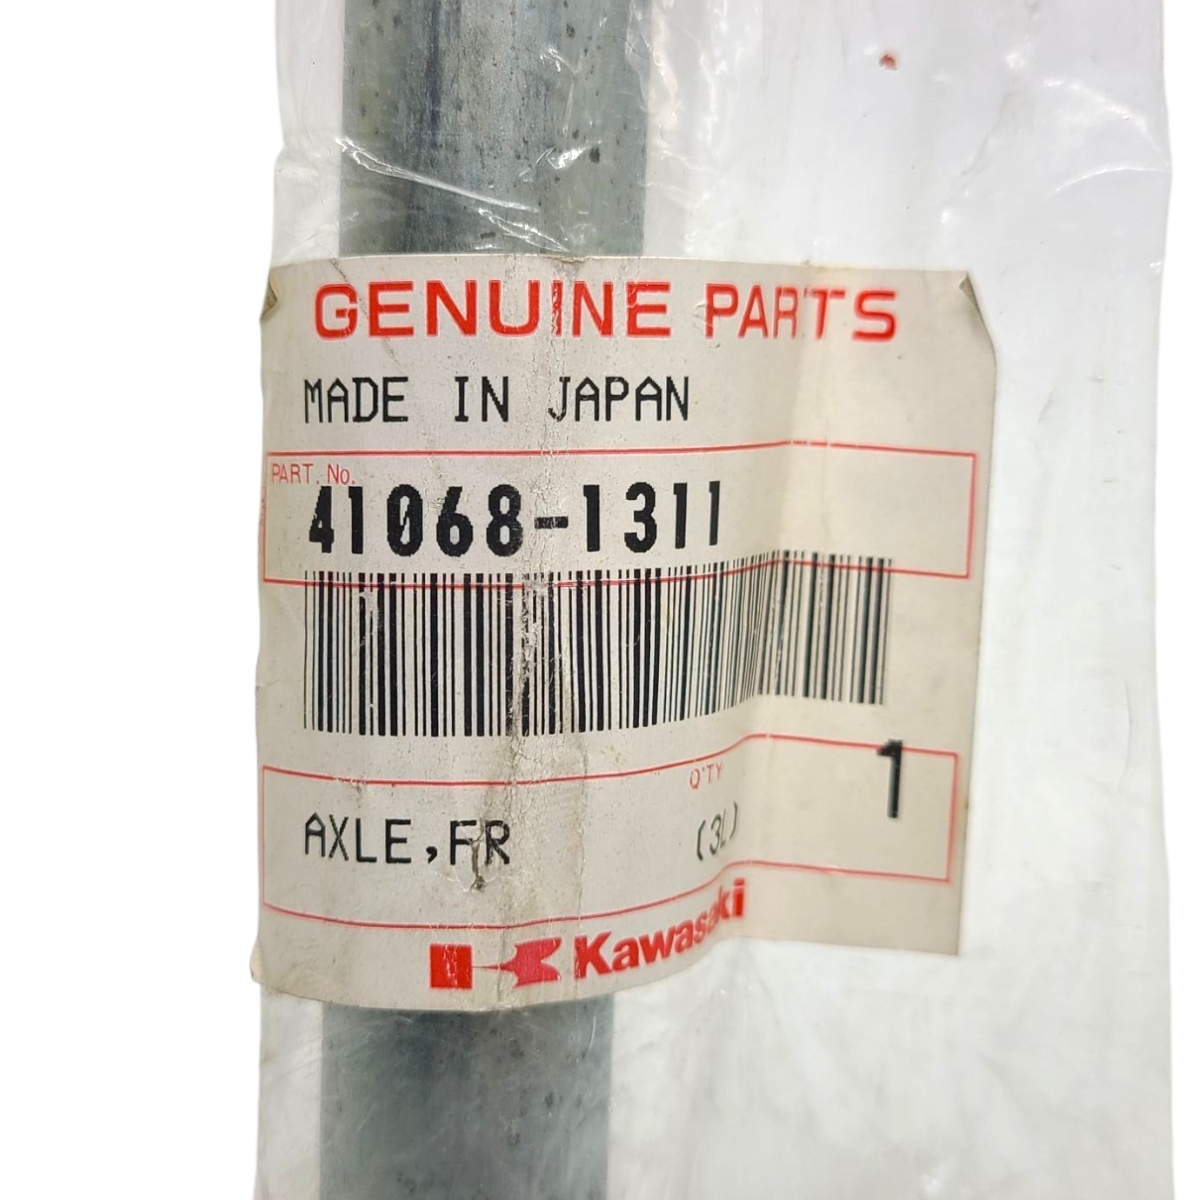 GENUINE PARTS
MADE IN JAPAN
PART. No.
41068-1311
Q'TY
1
AXLE,FR (3L)
Kawasaki